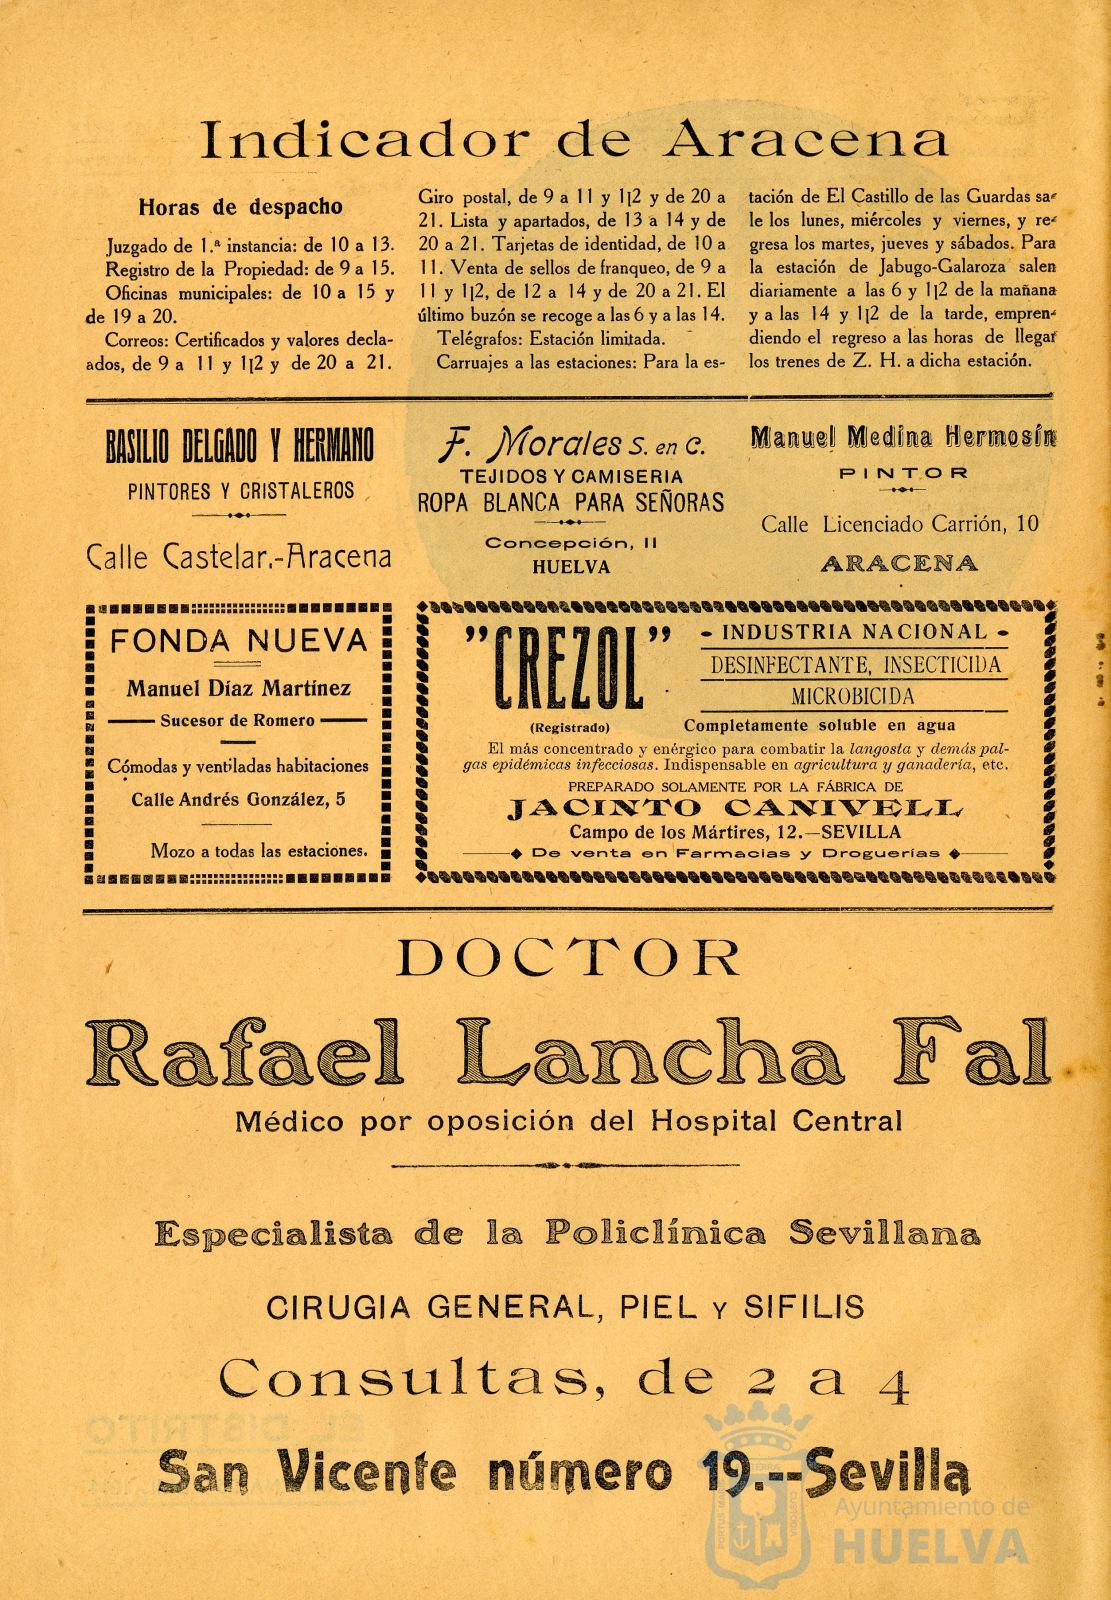 Indicador de Aracena
Horas de despacho
Juzgado de 1.ª instancia: de 10 a 13.
Registro de la Propiedad: de 9 a 15.
Oficinas municipales: de 10 a 15 y
de 19 a 20.
Correos: Certificados y valores decla-
ados, de 9 a 11 y 1|2 y de 20 a 21.
Giro postal, de 9 a 11 y 1|2 y de 20 a
21. Lista y apartados, de 13 a 14 y de
20 a 21. Tarjetas de identidad, de 10 a
11. Venta de sellos de franqueo, de 9 a
11 y 1|2, de 12 a 14 y de 20 a 21. El
último buzón se recoge a las 6 y a las 14.
Telégrafos: Estación limitada.
Carruajes a las estaciones: Para la es-
tación de El Castillo de las Guardas sa-
le los lunes, miércoles y viernes, y re-
gresa los martes, jueves y sábados. Para
la estación de Jabugo-Galaroza salen
diariamente a las 6 y 1|2 de la mañana
y a las 14 y 1|2 de la tarde, empren-
diendo el regreso a las horas de llegar
los trenes de Z. H. a dicha estación.
BASILIO DELGADO Y HERMANO
PINTORES Y CRISTALEROS
Calle Castelar.-Aracena
F. Morales S. en C.
TEJIDOS Y CAMISERIA
ROPA BLANCA PARA SEÑORAS
Concepción, 11
HUELVA
Manuel Medina Hermosín
PINTOR
Calle Licenciado Carrión, 10
ARACENA
FONDA NUEVA
Manuel Díaz Martínez
Sucesor de Romero
Cómodas y ventiladas habitaciones
Calle Andrés González, 5
Mozo a todas las estaciones.
"CREZOL"
(Registrado)
- INDUSTRIA NACIONAL -
DESINFECTANTE, INSECTICIDA
MICROBICIDA
Completamente soluble en agua
El más concentrado y enérgico para combatir la langosta y demás pal-
gas epidémicas infecciosas. Indispensable en agricultura y ganadería, etc.
PREPARADO SOLAMENTE POR LA FÁBRICA DE
JACINTO CANIVELL
Campo de los Mártires, 12.—SEVILLA
De venta en Farmacias y Droguerías
DOCTOR
Rafael Lancha Fal
Médico por oposición del Hospital Central
Especialista de la Policlínica Sevillana
CIRUGIA GENERAL, PIEL Y SIFILIS
Consultas, de 2 a 4
San Vicente número 19.--Sevilla
Ayuntamiento de
HUELVA